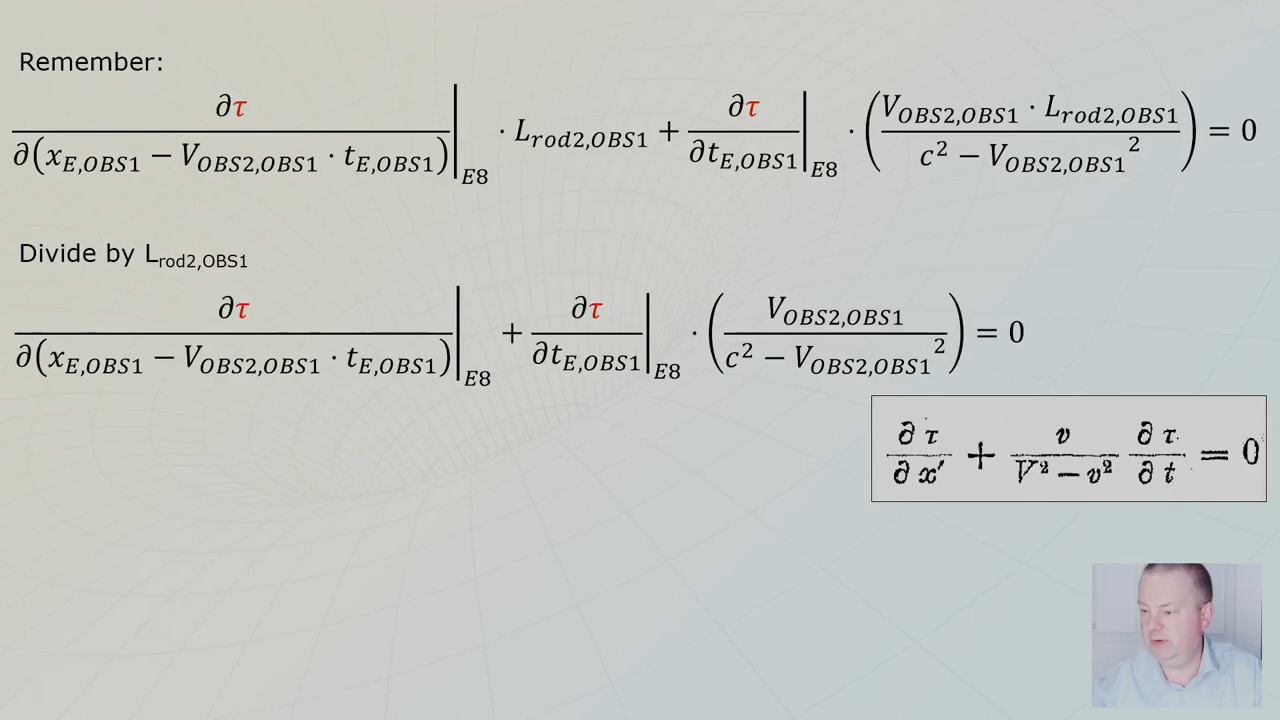 Remember:
∂τ / ∂(x_E,OBS1 − V_OBS2,OBS1 · t_E,OBS1) |_E8 · L_rod2,OBS1 + ∂τ / ∂t_E,OBS1 |_E8 · (V_OBS2,OBS1 · L_rod2,OBS1 / c² − V_OBS2,OBS1²) = 0
Divide by L_rod2,OBS1
∂τ / ∂(x_E,OBS1 − V_OBS2,OBS1 · t_E,OBS1) |_E8 + ∂τ / ∂t_E,OBS1 |_E8 · (V_OBS2,OBS1 / c² − V_OBS2,OBS1²) = 0
∂ τ / ∂ x′ + v / V² − v² ∂ τ / ∂ t = 0